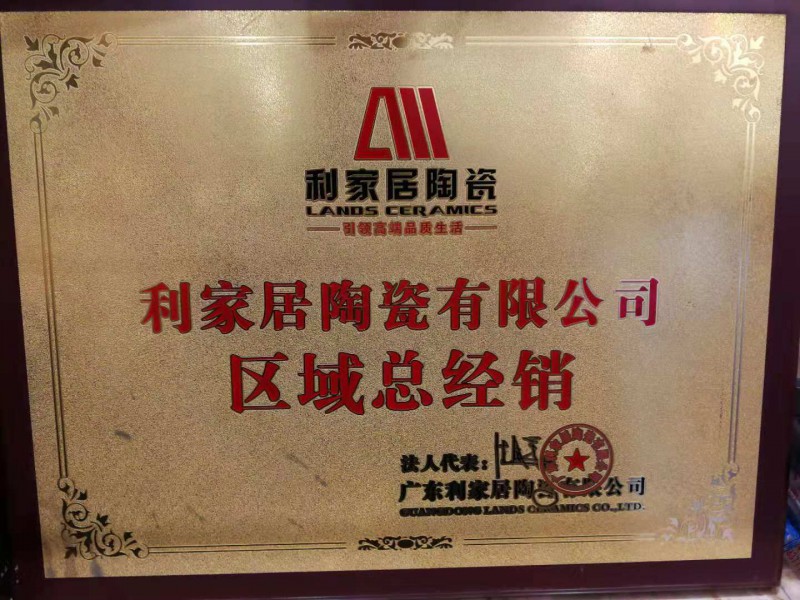 利家居陶瓷
LANDS CERAMICS
引领高端品质生活
利家居陶瓷有限公司
区域总经销
法人代表：
广东利家居陶瓷有限公司
GUANGDONG LANDS CERAMICS CO.,LTD.